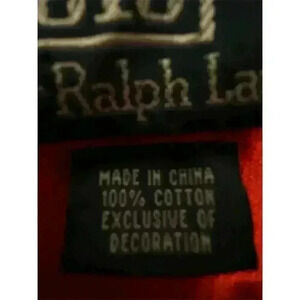 Ralph La
MADE IN CHINA
100% COTTON
EXCLUSIVE OF
DECORATION